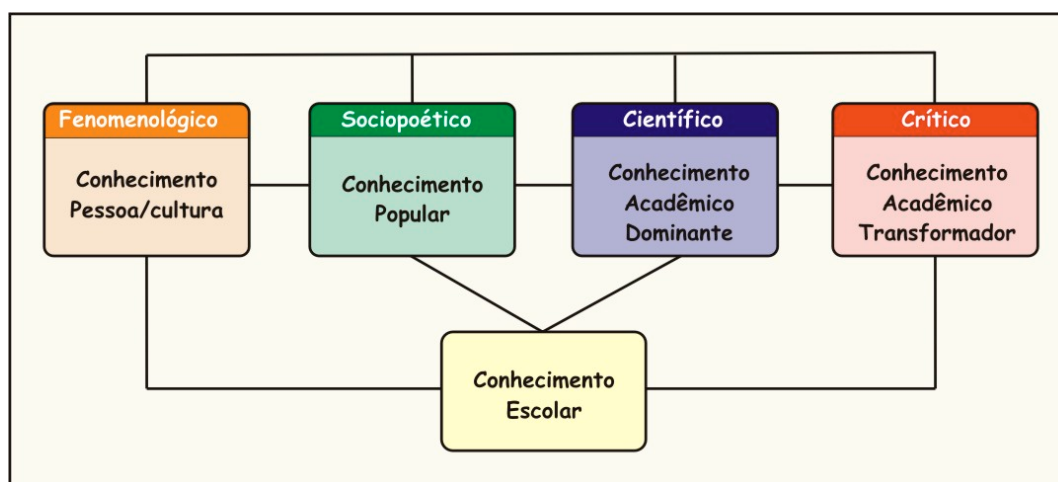 Fenomenológico
Conhecimento
Pessoa/cultura
Sociopoético
Conhecimento
Popular
Científico
Conhecimento
Acadêmico
Dominante
Crítico
Conhecimento
Acadêmico
Transformador
Conhecimento
Escolar